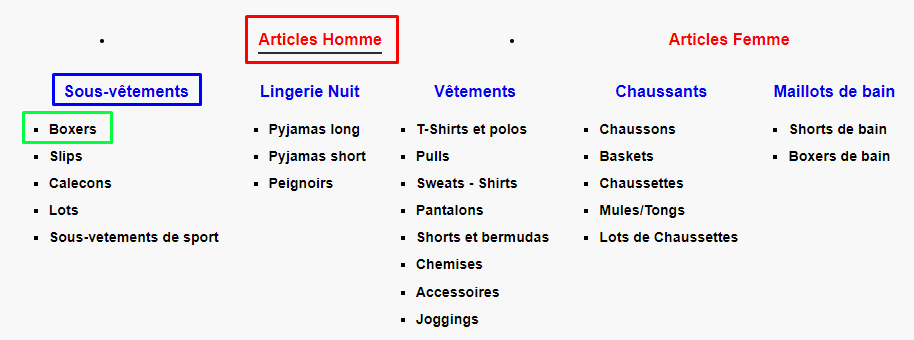 Articles Homme
Articles Femme
Sous-vêtements
Boxers
Slips
Calecons
Lots
Sous-vetements de sport
Lingerie Nuit
Pyjamas long
Pyjamas short
Peignoirs
Vêtements
T-Shirts et polos
Pulls
Sweats - Shirts
Pantalons
Shorts et bermudas
Chemises
Accessoires
Joggings
Chaussants
Chaussons
Baskets
Chaussettes
Mules/Tongs
Lots de Chaussettes
Maillots de bain
Shorts de bain
Boxers de bain